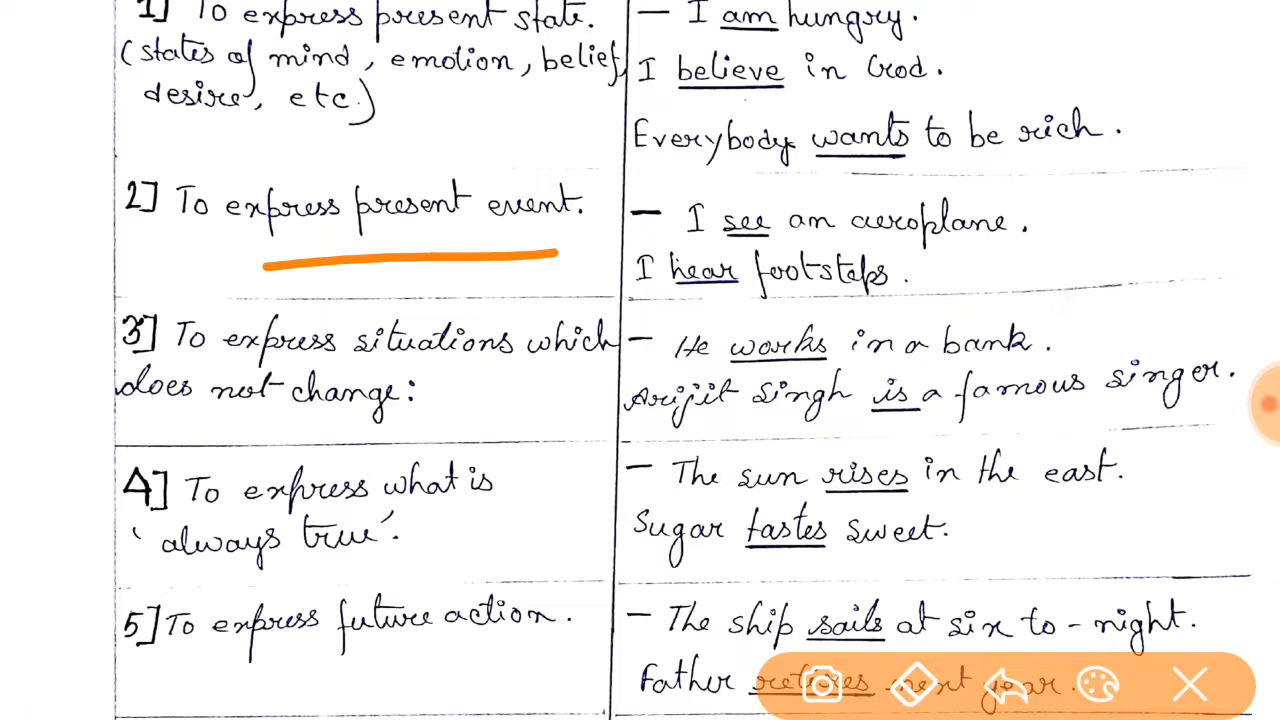 1] To express present state.
(states of mind, emotion, belief,
desire, etc.)
- I am hungry.
I believe in God.
Everybody wants to be rich.
2] To express present event.
- I see an aeroplane.
I hear footsteps.
3] To express situations which
does not change:
- He works in a bank.
Arijit Singh is a famous singer.
4] To express what is
'always true'.
- The sun rises in the east.
Sugar tastes sweet.
5] To express future action.
- The ship sails at six to-night.
Father retires next year.